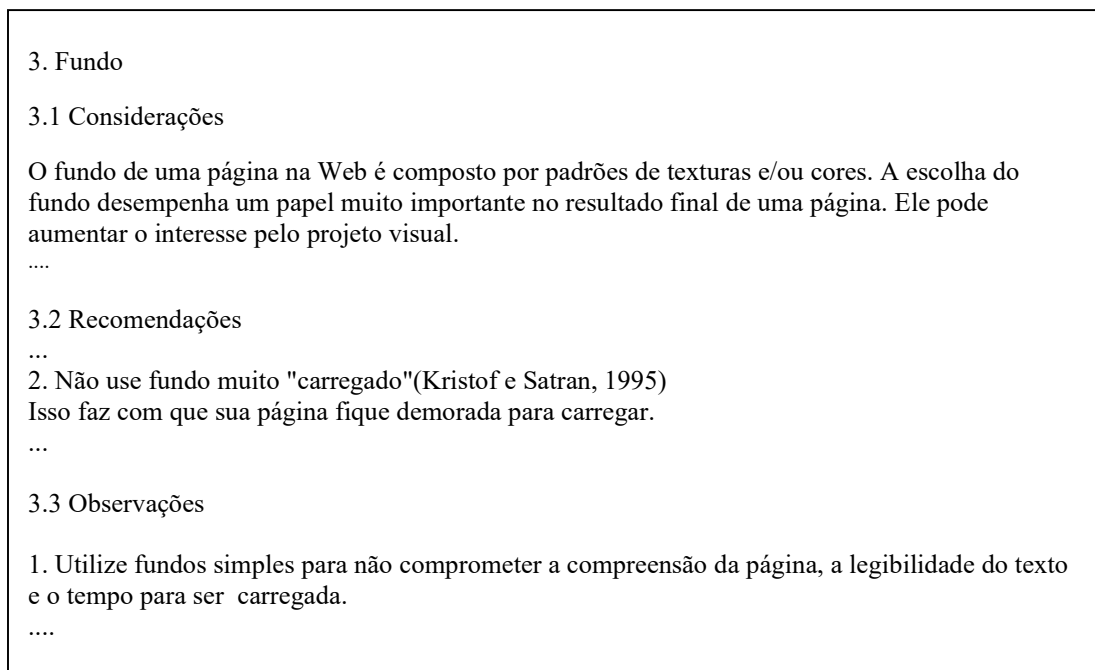 3. Fundo
3.1 Considerações
O fundo de uma página na Web é composto por padrões de texturas e/ou cores. A escolha do
fundo desempenha um papel muito importante no resultado final de uma página. Ele pode
aumentar o interesse pelo projeto visual.
....
3.2 Recomendações
...
2. Não use fundo muito "carregado"(Kristof e Satran, 1995)
Isso faz com que sua página fique demorada para carregar.
...
3.3 Observações
1. Utilize fundos simples para não comprometer a compreensão da página, a legibilidade do texto
e o tempo para ser  carregada.
....